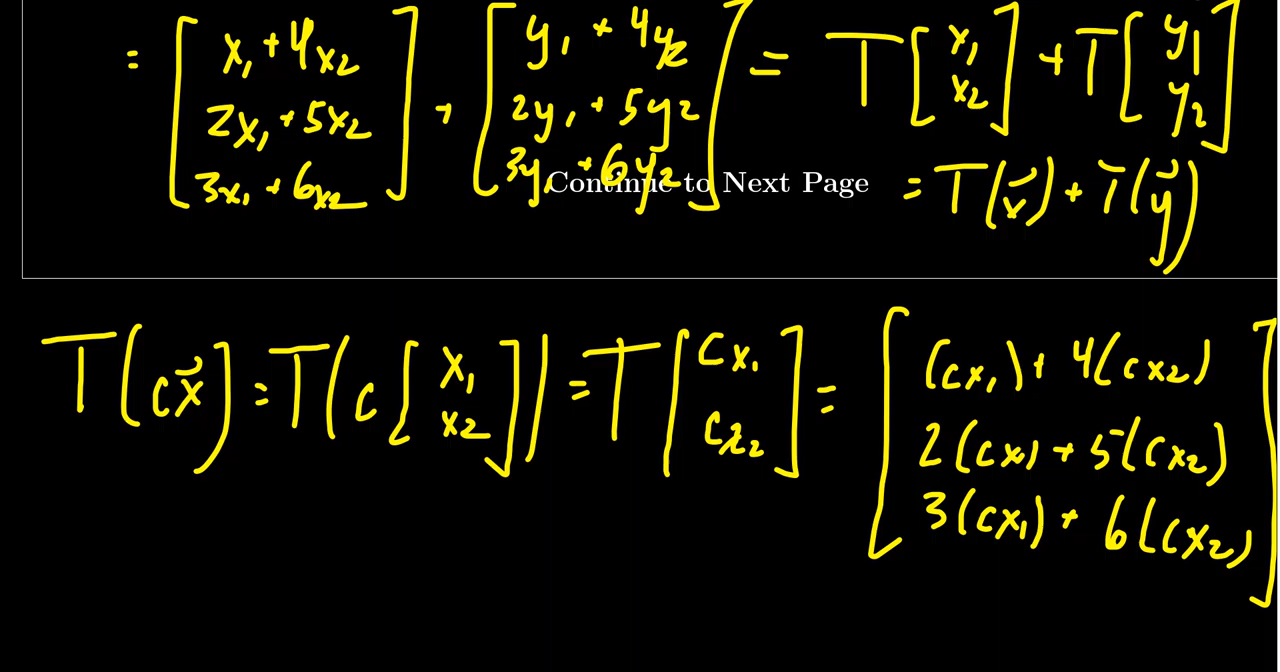 = [ x₁ + 4x₂ ] + [ y₁ + 4y₂ ] = T [ x₁ ] + T [ y₁ ]
[ 2x₁ + 5x₂ ] [ 2y₁ + 5y₂ ] [ x₂ ] [ y₂ ]
[ 3x₁ + 6x₂ ] [ 3y₁ + 6y₂ ]
Continue to Next Page
= T(x⃗) + T(y⃗)
T(cx⃗) = T(c [ x₁ ]) = T [ cx₁ ] = [ (cx₁) + 4(cx₂) ]
[ x₂ ] [ cx₂ ] [ 2(cx₁) + 5(cx₂) ]
[ 3(cx₁) + 6(cx₂) ]